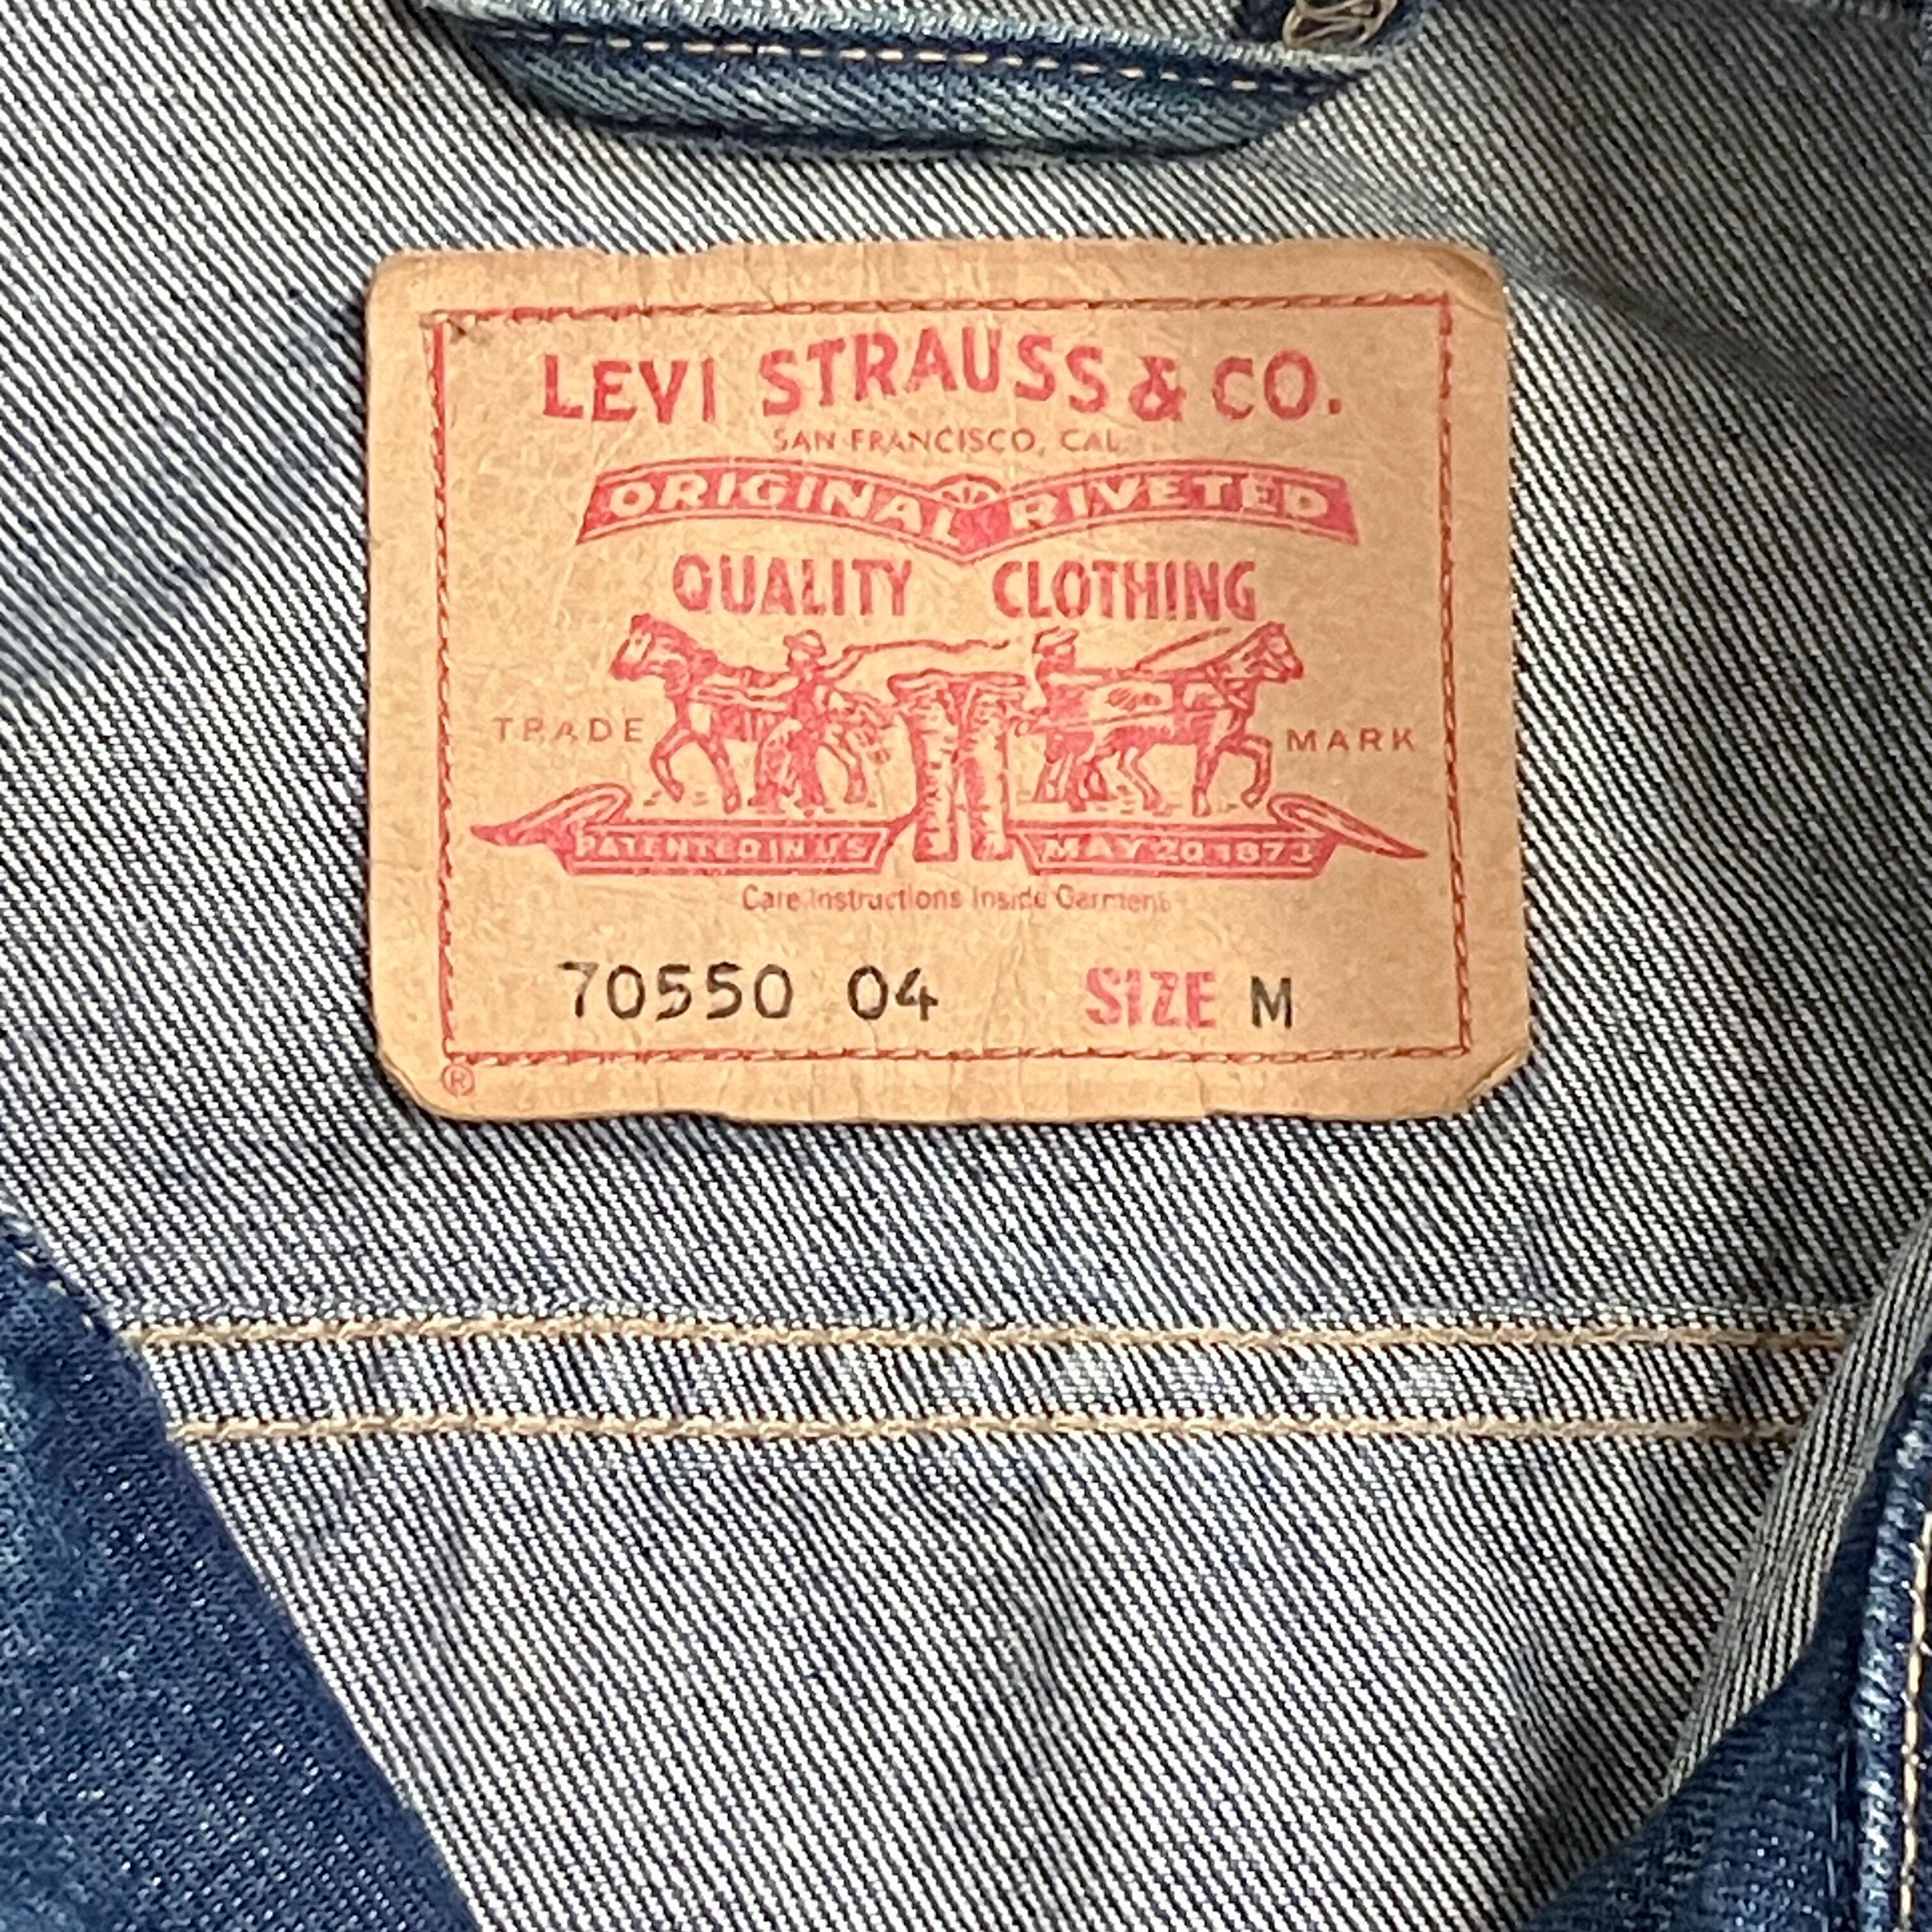 LEVI STRAUSS & CO.
SAN FRANCISCO, CAL.
ORIGINAL RIVETED
QUALITY CLOTHING
TRADE MARK
PATENTED IN US MAY 20 1873
Care Instructions Inside Garment
70550 04 SIZE M
®